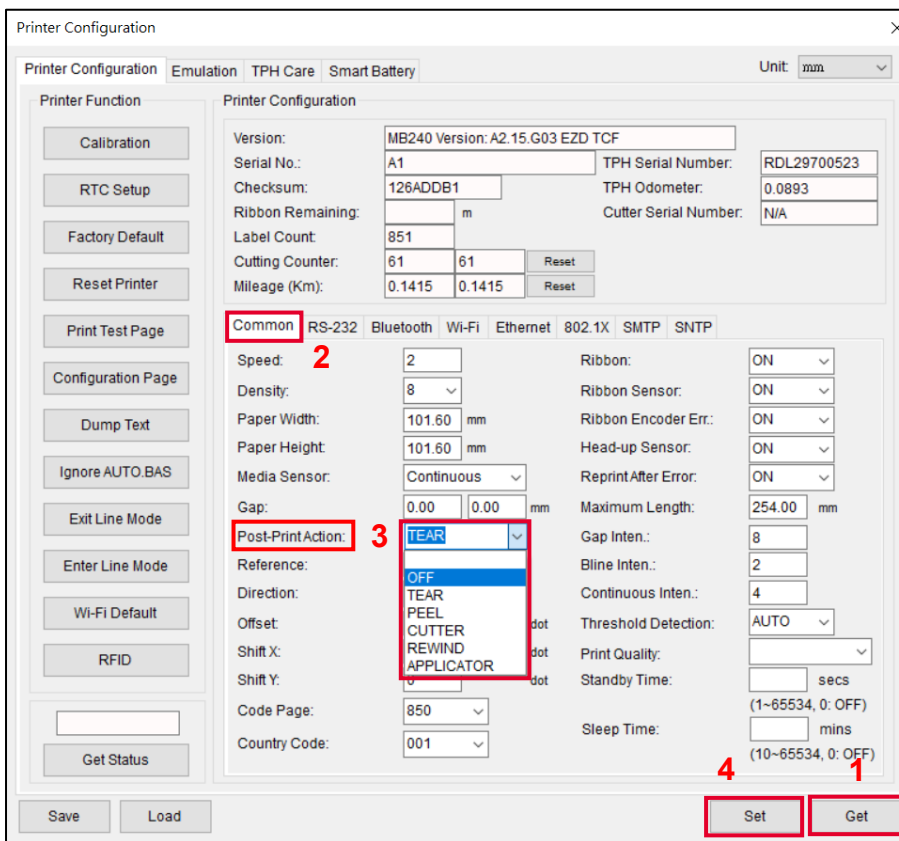 Printer Configuration
Printer Configuration Emulation TPH Care Smart Battery Unit: mm
Printer Function
Calibration
RTC Setup
Factory Default
Reset Printer
Print Test Page
Configuration Page
Dump Text
Ignore AUTO.BAS
Exit Line Mode
Enter Line Mode
Wi-Fi Default
RFID
Get Status
Printer Configuration
Version: MB240 Version: A2.15.G03 EZD TCF
Serial No.: A1 TPH Serial Number: RDL29700523
Checksum: 126ADDB1 TPH Odometer: 0.0893
Ribbon Remaining: m Cutter Serial Number: N/A
Label Count: 851
Cutting Counter: 61 61 Reset
Mileage (Km): 0.1415 0.1415 Reset
Common RS-232 Bluetooth Wi-Fi Ethernet 802.1X SMTP SNTP
2
Speed: 2
Density: 8
Paper Width: 101.60 mm
Paper Height: 101.60 mm
Media Sensor: Continuous
Gap: 0.00 0.00 mm
Post-Print Action: 3 TEAR
OFF
TEAR
PEEL
CUTTER
REWIND
APPLICATOR
Reference:
Direction:
Offset: dot
Shift X: dot
Shift Y: 0 dot
Code Page: 850
Country Code: 001
Ribbon: ON
Ribbon Sensor: ON
Ribbon Encoder Err.: ON
Head-up Sensor: ON
Reprint After Error: ON
Maximum Length: 254.00 mm
Gap Inten.: 8
Bline Inten.: 2
Continuous Inten.: 4
Threshold Detection: AUTO
Print Quality:
Standby Time: secs
(1~65534, 0: OFF)
Sleep Time: mins
(10~65534, 0: OFF)
4 1
Save Load Set Get